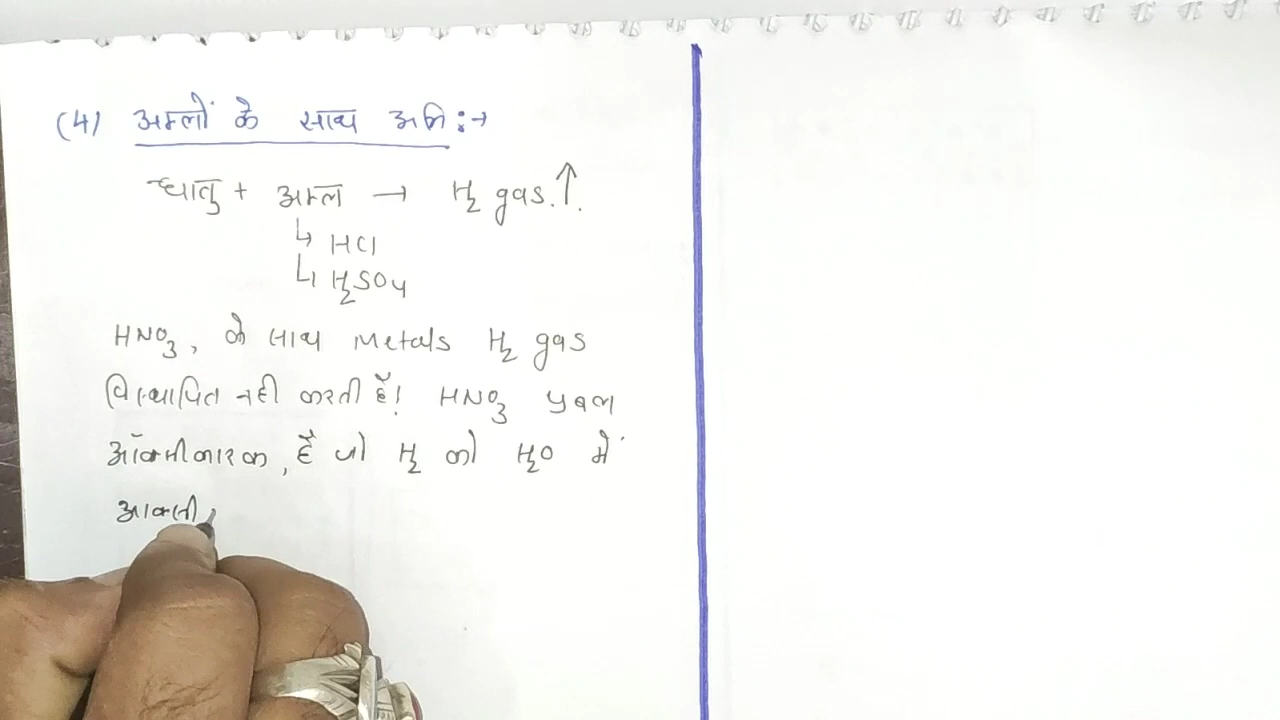 (4) अम्लों के साथ अभि :→
धातु + अम्ल → H2 gas.↑.
↳ HCl
↳ H2SO4
HNO3, के साथ Metals H2 gas
विस्थापित नही करती हैं! HNO3 प्रबल
ऑक्सीकारक, है जो H2 को H2O में
आक्सी